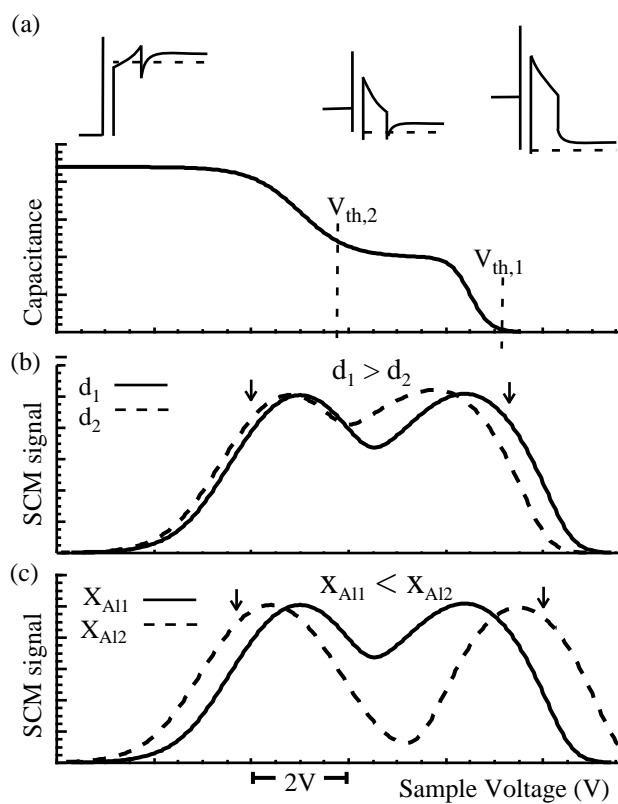 (a)
Capacitance
V_th,2
V_th,1
(b)
SCM signal
d_1
d_2
d_1 > d_2
(c)
SCM signal
X_Al1
X_Al2
X_Al1 < X_Al2
2V
Sample Voltage (V)